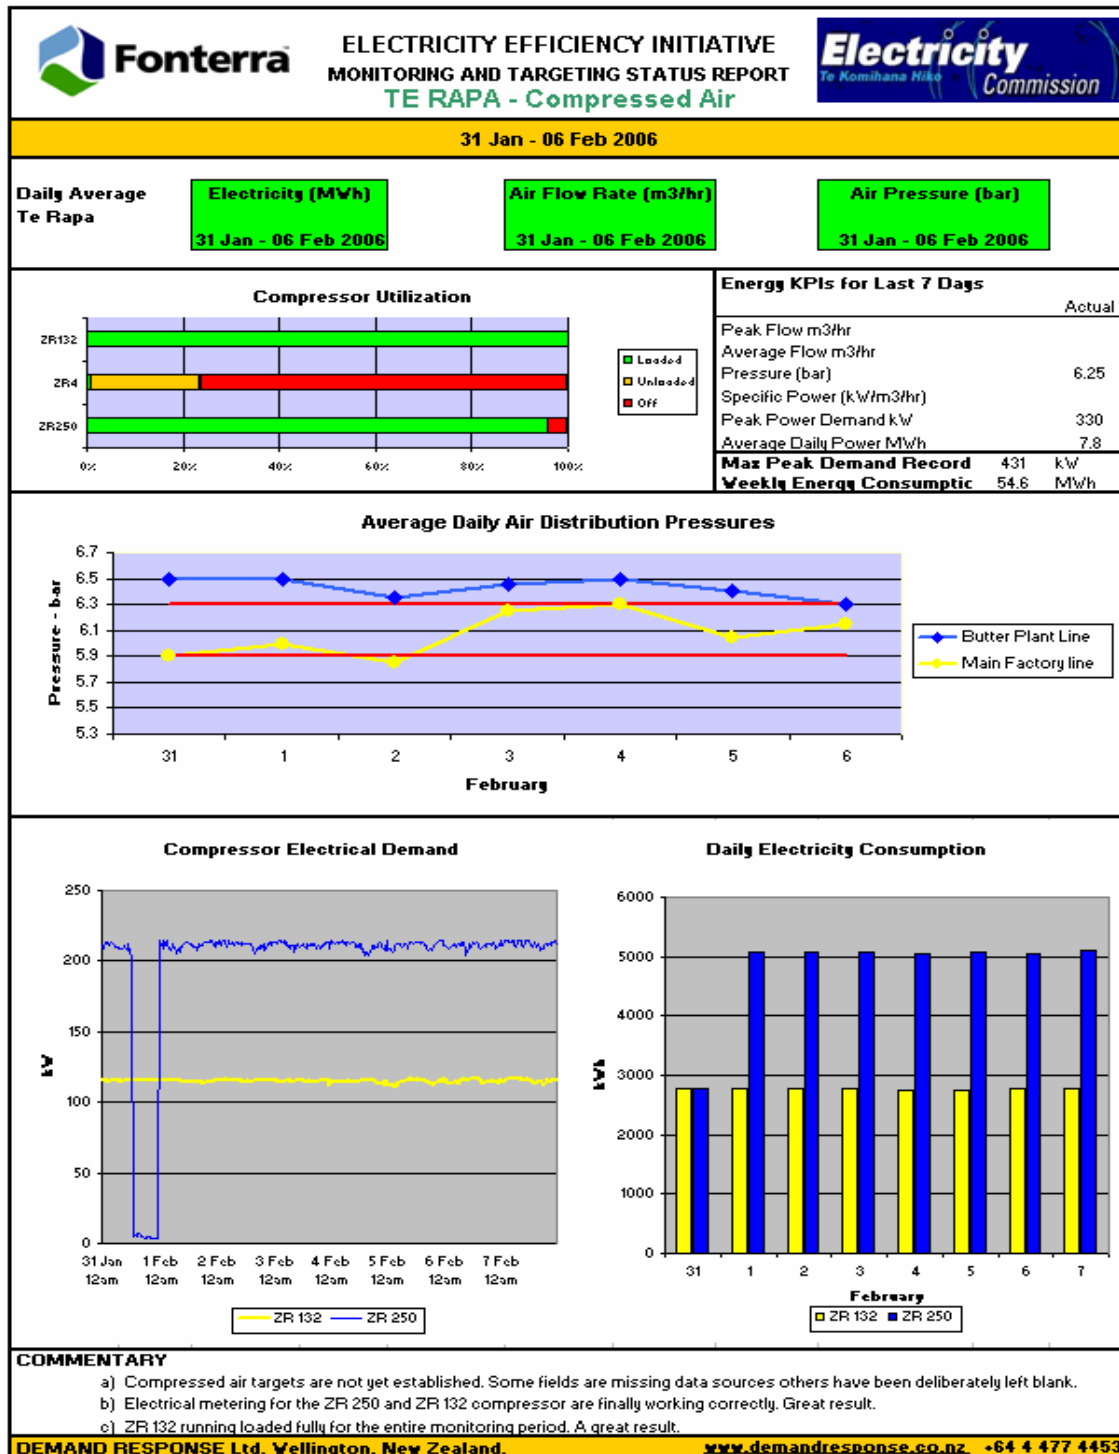 Fonterra
ELECTRICITY EFFICIENCY INITIATIVE
MONITORING AND TARGETING STATUS REPORT
TE RAPA - Compressed Air
Electricity
Te Komihana Hiko
Commission
31 Jan - 06 Feb 2006
Daily Average
Te Rapa
Electricity (MWh)
31 Jan - 06 Feb 2006
Air Flow Rate (m3/hr)
31 Jan - 06 Feb 2006
Air Pressure (bar)
31 Jan - 06 Feb 2006
Compressor Utilization
ZR132
ZR4
ZR250
0% 20% 40% 60% 80% 100%
Loaded
Unloaded
Off
Energy KPIs for Last 7 Days
Actual
Peak Flow m3/hr
Average Flow m3/hr
Pressure (bar) 6.25
Specific Power (kW/m3/hr)
Peak Power Demand kW 330
Average Daily Power MWh 7.8
Max Peak Demand Record 431 kW
Weekly Energy Consumptic 54.6 MWh
Average Daily Air Distribution Pressures
Pressure - bar
6.7
6.5
6.3
6.1
5.9
5.7
5.5
5.3
31 1 2 3 4 5 6
February
Butter Plant Line
Main Factory line
Compressor Electrical Demand
kW
250
200
150
100
50
0
31 Jan 1 Feb 2 Feb 3 Feb 4 Feb 5 Feb 6 Feb 7 Feb
12am 12am 12am 12am 12am 12am 12am 12am
ZR 132 ZR 250
Daily Electricity Consumption
kWh
6000
5000
4000
3000
2000
1000
0
31 1 2 3 4 5 6 7
February
ZR 132 ZR 250
COMMENTARY
a) Compressed air targets are not yet established. Some fields are missing data sources others have been deliberately left blank.
b) Electrical metering for the ZR 250 and ZR 132 compressor are finally working correctly. Great result.
c) ZR 132 running loaded fully for the entire monitoring period. A great result.
DEMAND RESPONSE Ltd. Wellington, New Zealand. www.demandresponse.co.nz +64 4 477 4453